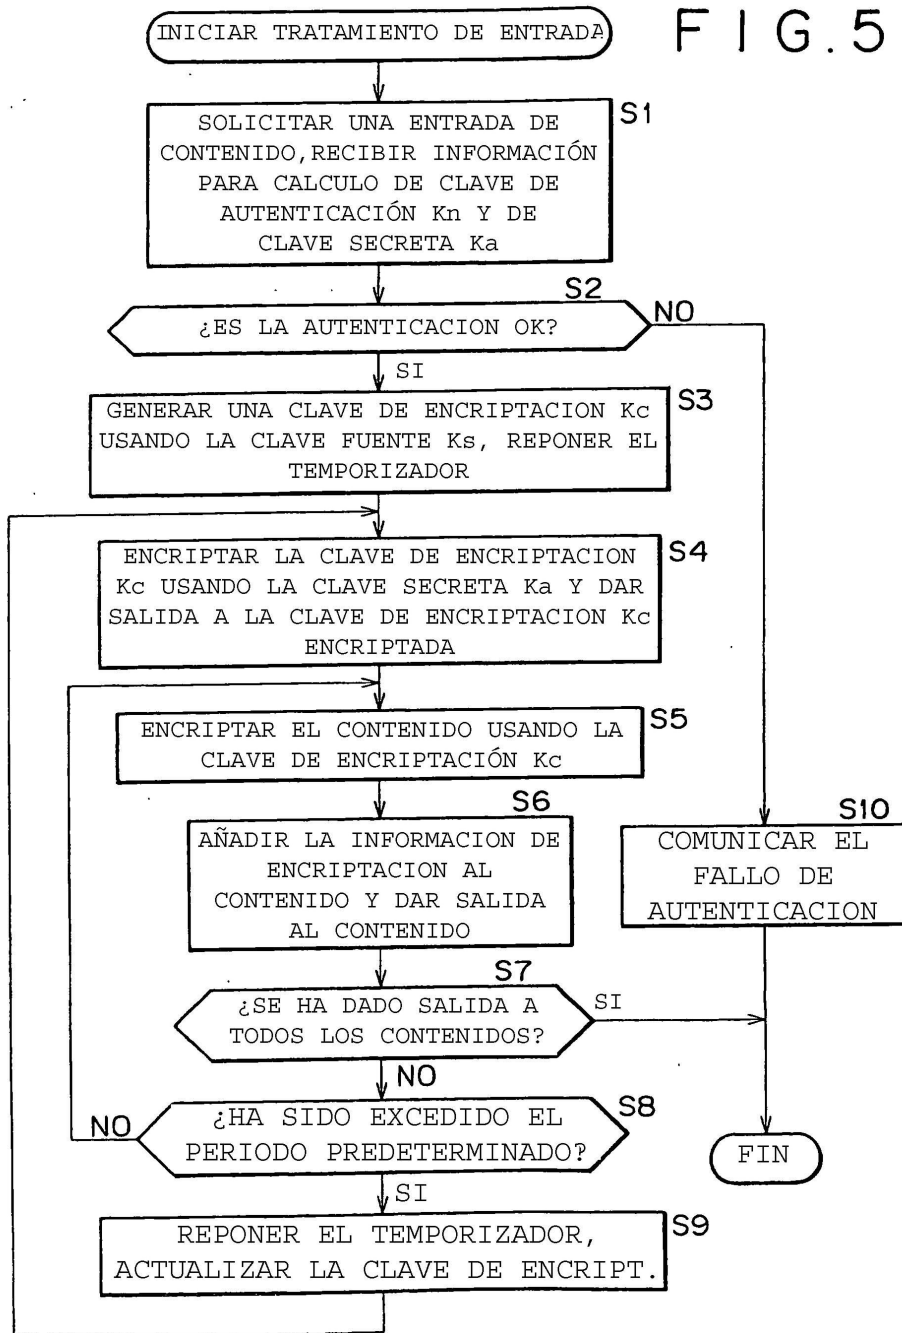 INICIAR TRATAMIENTO DE ENTRADA
FIG.5
S1
SOLICITAR UNA ENTRADA DE
CONTENIDO,RECIBIR INFORMACIÓN
PARA CALCULO DE CLAVE DE
AUTENTICACIÓN Kn Y DE
CLAVE SECRETA Ka
S2
¿ES LA AUTENTICACION OK?
NO
SI
S3
GENERAR UNA CLAVE DE ENCRIPTACION Kc
USANDO LA CLAVE FUENTE Ks, REPONER EL
TEMPORIZADOR
S4
ENCRIPTAR LA CLAVE DE ENCRIPTACION
Kc USANDO LA CLAVE SECRETA Ka Y DAR
SALIDA A LA CLAVE DE ENCRIPTACION Kc
ENCRIPTADA
S5
ENCRIPTAR EL CONTENIDO USANDO LA
CLAVE DE ENCRIPTACIÓN Kc
S6
AÑADIR LA INFORMACION DE
ENCRIPTACION AL
CONTENIDO Y DAR SALIDA
AL CONTENIDO
S10
COMUNICAR EL
FALLO DE
AUTENTICACION
S7
¿SE HA DADO SALIDA A
TODOS LOS CONTENIDOS?
SI
NO
S8
¿HA SIDO EXCEDIDO EL
PERIODO PREDETERMINADO?
NO
FIN
SI
S9
REPONER EL TEMPORIZADOR,
ACTUALIZAR LA CLAVE DE ENCRIPT.